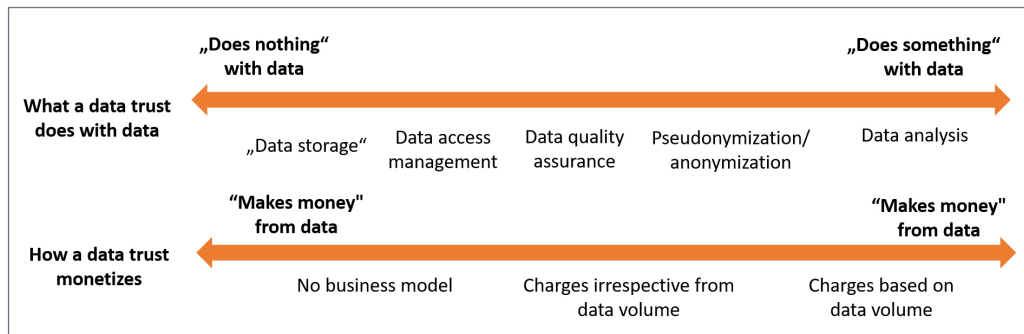 „Does nothing“
with data
„Does something“
with data
What a data trust
does with data
„Data storage“
Data access
management
Data quality
assurance
Pseudonymization/
anonymization
Data analysis
“Makes money"
from data
“Makes money"
from data
How a data trust
monetizes
No business model
Charges irrespective from
data volume
Charges based on
data volume